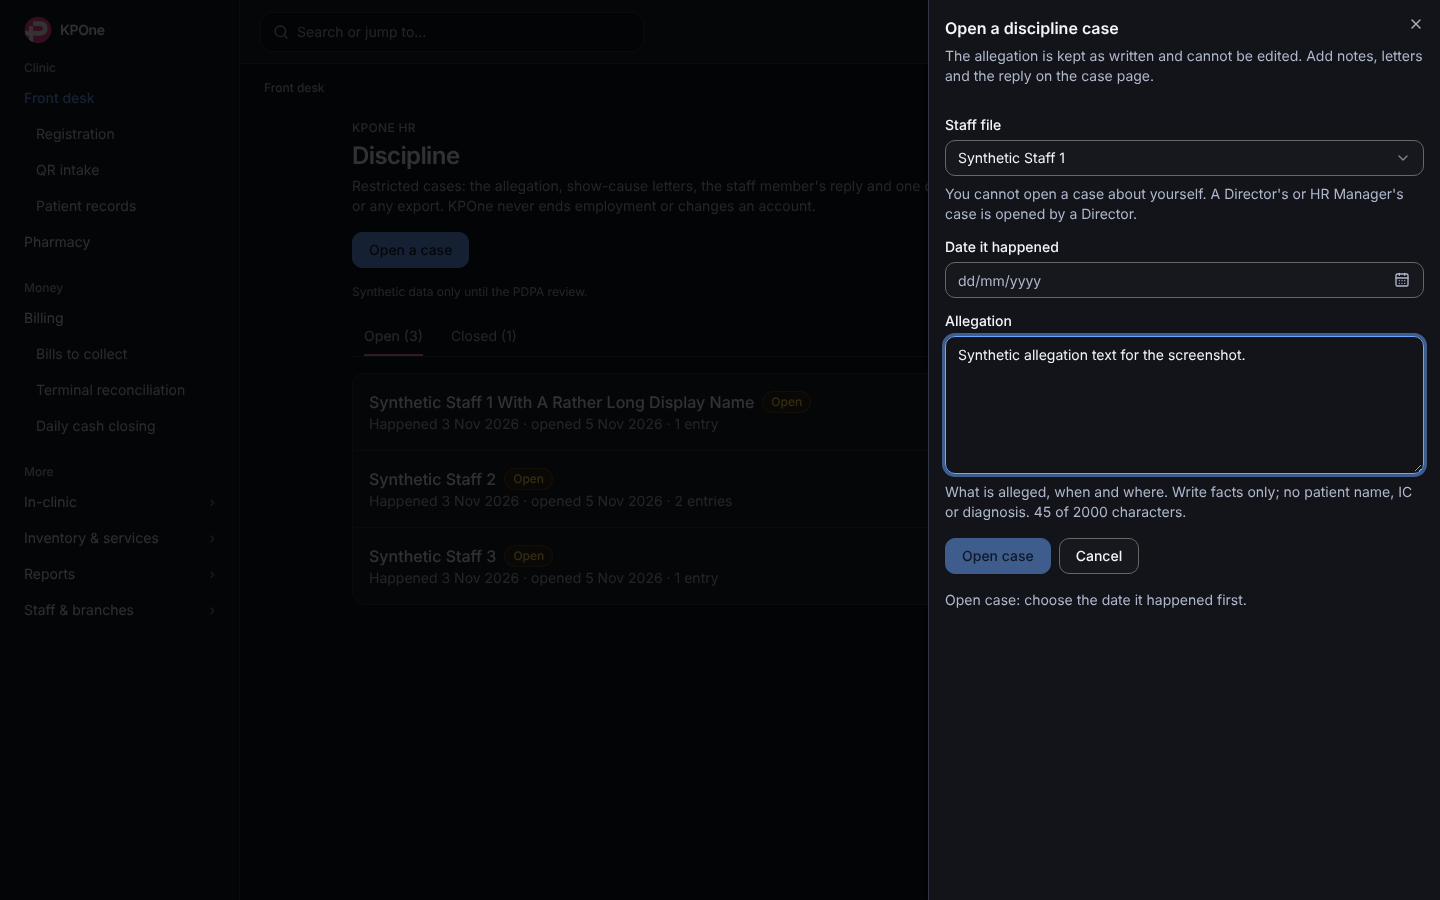 KPOne
Clinic
Front desk
Registration
QR intake
Patient records
Pharmacy
Money
Billing
Bills to collect
Terminal reconciliation
Daily cash closing
More
In-clinic
Inventory & services
Reports
Staff & branches
Search or jump to...
Front desk
KPONE HR
Discipline
Restricted cases: the allegation, show-cause letters, the staff member's reply and one
or any export. KPOne never ends employment or changes an account.
Open a case
Synthetic data only until the PDPA review.
Open (3) Closed (1)
Synthetic Staff 1 With A Rather Long Display Name Open
Happened 3 Nov 2026 · opened 5 Nov 2026 · 1 entry
Synthetic Staff 2 Open
Happened 3 Nov 2026 · opened 5 Nov 2026 · 2 entries
Synthetic Staff 3 Open
Happened 3 Nov 2026 · opened 5 Nov 2026 · 1 entry
Open a discipline case
The allegation is kept as written and cannot be edited. Add notes, letters
and the reply on the case page.
Staff file
Synthetic Staff 1
You cannot open a case about yourself. A Director's or HR Manager's
case is opened by a Director.
Date it happened
dd/mm/yyyy
Allegation
Synthetic allegation text for the screenshot.
What is alleged, when and where. Write facts only; no patient name, IC
or diagnosis. 45 of 2000 characters.
Open case Cancel
Open case: choose the date it happened first.